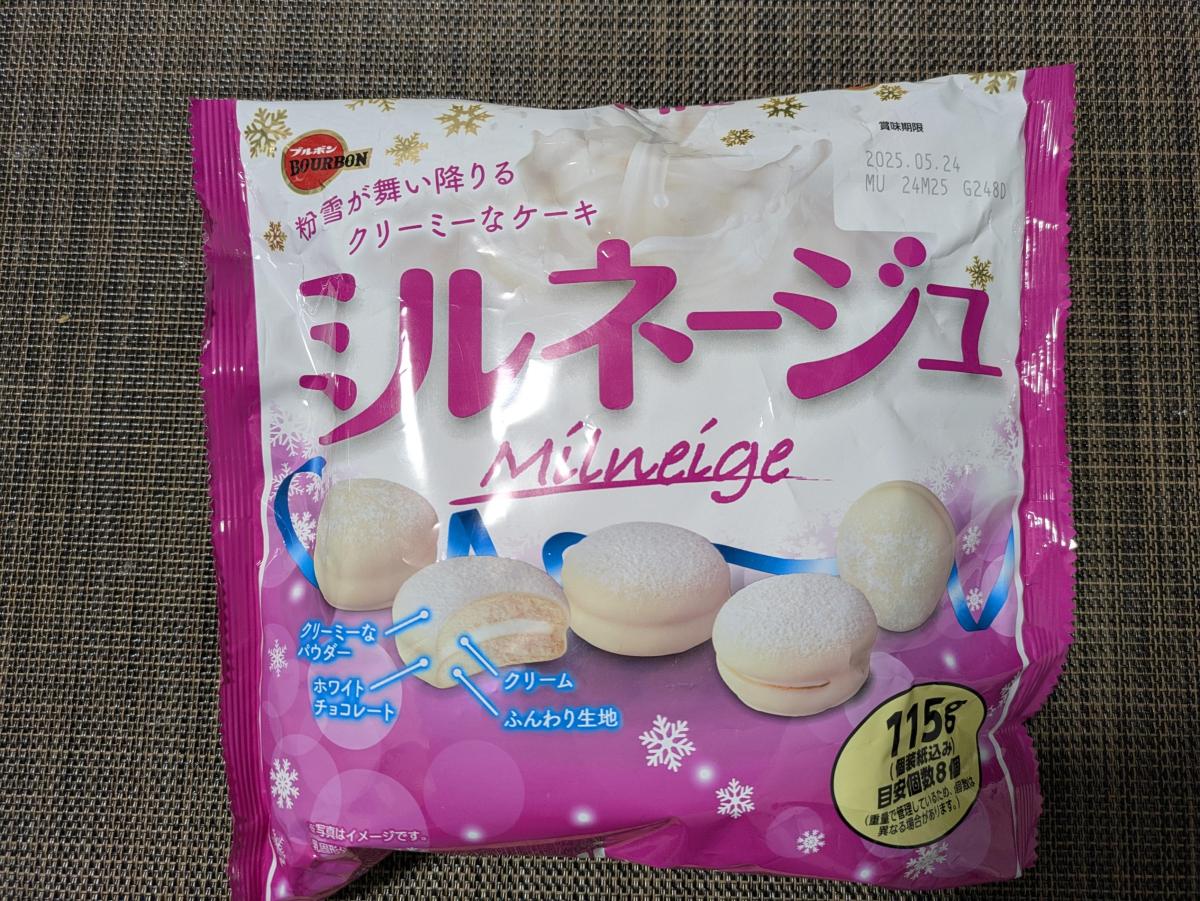 ブルボン
BOURBON
粉雪が舞い降りる
クリーミーなケーキ
賞味期限
2025.05.24
MU 24M25 G248D
ミルネージュ
Milneige
クリーミーな
パウダー
ホワイト
チョコレート
クリーム
ふんわり生地
115g
(個装紙込み)
目安個数8個
(重量で管理しているため、個数は
異なる場合があります。)
写真はイメージです。